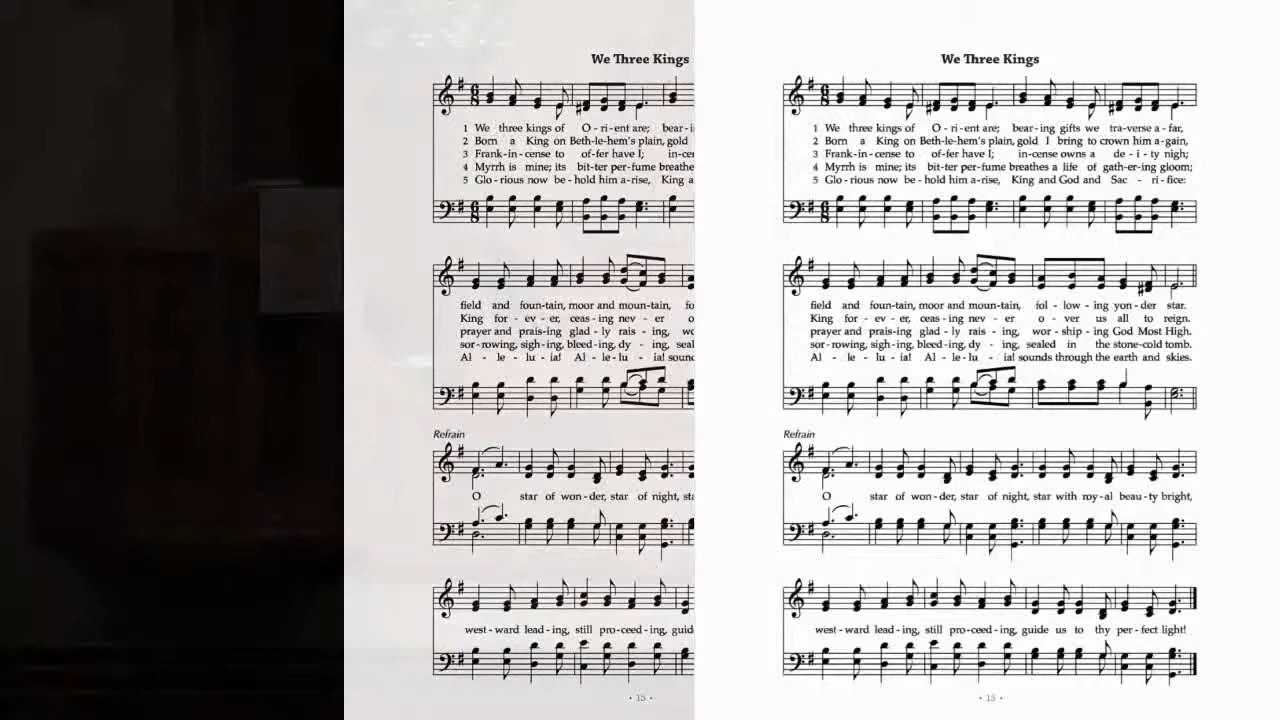 We Three Kings
1 We three kings of O - ri - ent are; bear - i
2 Born a King on Beth - le - hem's plain, gold
3 Frank - in - cense to of - fer have I; in - ce
4 Myrrh is mine; its bit - ter per - fume breathe
5 Glo - rious now be - hold him a - rise, King a
field and foun - tain, moor and moun - tain, fo
King for - ev - er, ceas - ing nev - er o
prayer and prais - ing glad - ly rais - ing, wo
sor - rowing, sigh - ing, bleed - ing, dy - ing, seal
Al - le - lu - ia! Al - le - lu - ia! sound
Refrain
O star of won - der, star of night, sta
west - ward lead - ing, still pro - ceed - ing, guid
• 15 •
We Three Kings
1 We three kings of O - ri - ent are; bear - ing gifts we tra - verse a - far,
2 Born a King on Beth - le - hem's plain, gold I bring to crown him a - gain,
3 Frank - in - cense to of - fer have I; in - cense owns a de - i - ty nigh;
4 Myrrh is mine; its bit - ter per - fume breathes a life of gath - er - ing gloom;
5 Glo - rious now be - hold him a - rise, King and God and Sac - ri - fice:
field and foun - tain, moor and moun - tain, fol - low - ing yon - der star.
King for - ev - er, ceas - ing nev - er o - ver us all to reign.
prayer and prais - ing glad - ly rais - ing, wor - ship - ing God Most High.
sor - rowing, sigh - ing, bleed - ing, dy - ing, sealed in the stone-cold tomb.
Al - le - lu - ia! Al - le - lu - ia! sounds through the earth and skies.
Refrain
O star of won - der, star of night, star with roy - al beau - ty bright,
west - ward lead - ing, still pro - ceed - ing, guide us to thy per - fect light!
• 15 •